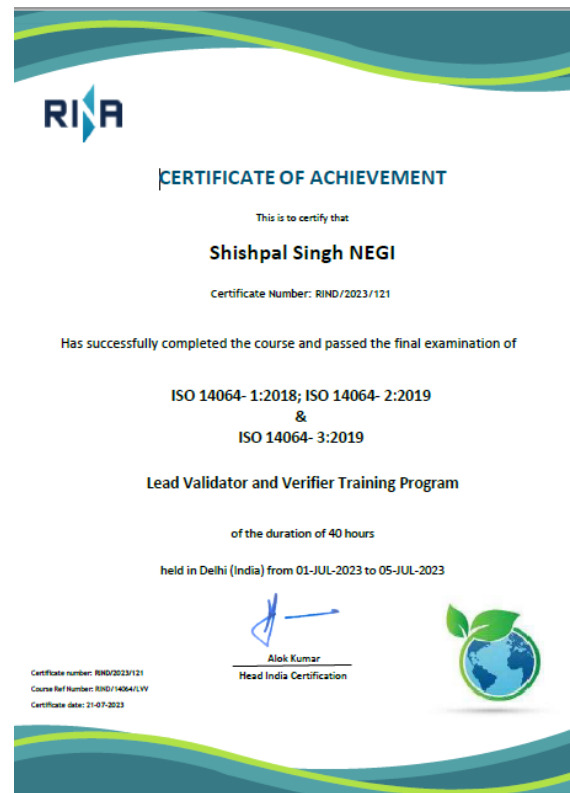 RINA
CERTIFICATE OF ACHIEVEMENT
This is to certify that
Shishpal Singh NEGI
Certificate Number: RIND/2023/121
Has successfully completed the course and passed the final examination of
ISO 14064- 1:2018; ISO 14064- 2:2019
&
ISO 14064- 3:2019
Lead Validator and Verifier Training Program
of the duration of 40 hours
held in Delhi (India) from 01-JUL-2023 to 05-JUL-2023
Alok Kumar
Head India Certification
Certificate number: RIND/2023/121
Course Ref Number: RIND/14064/LVV
Certificate date: 21-07-2023